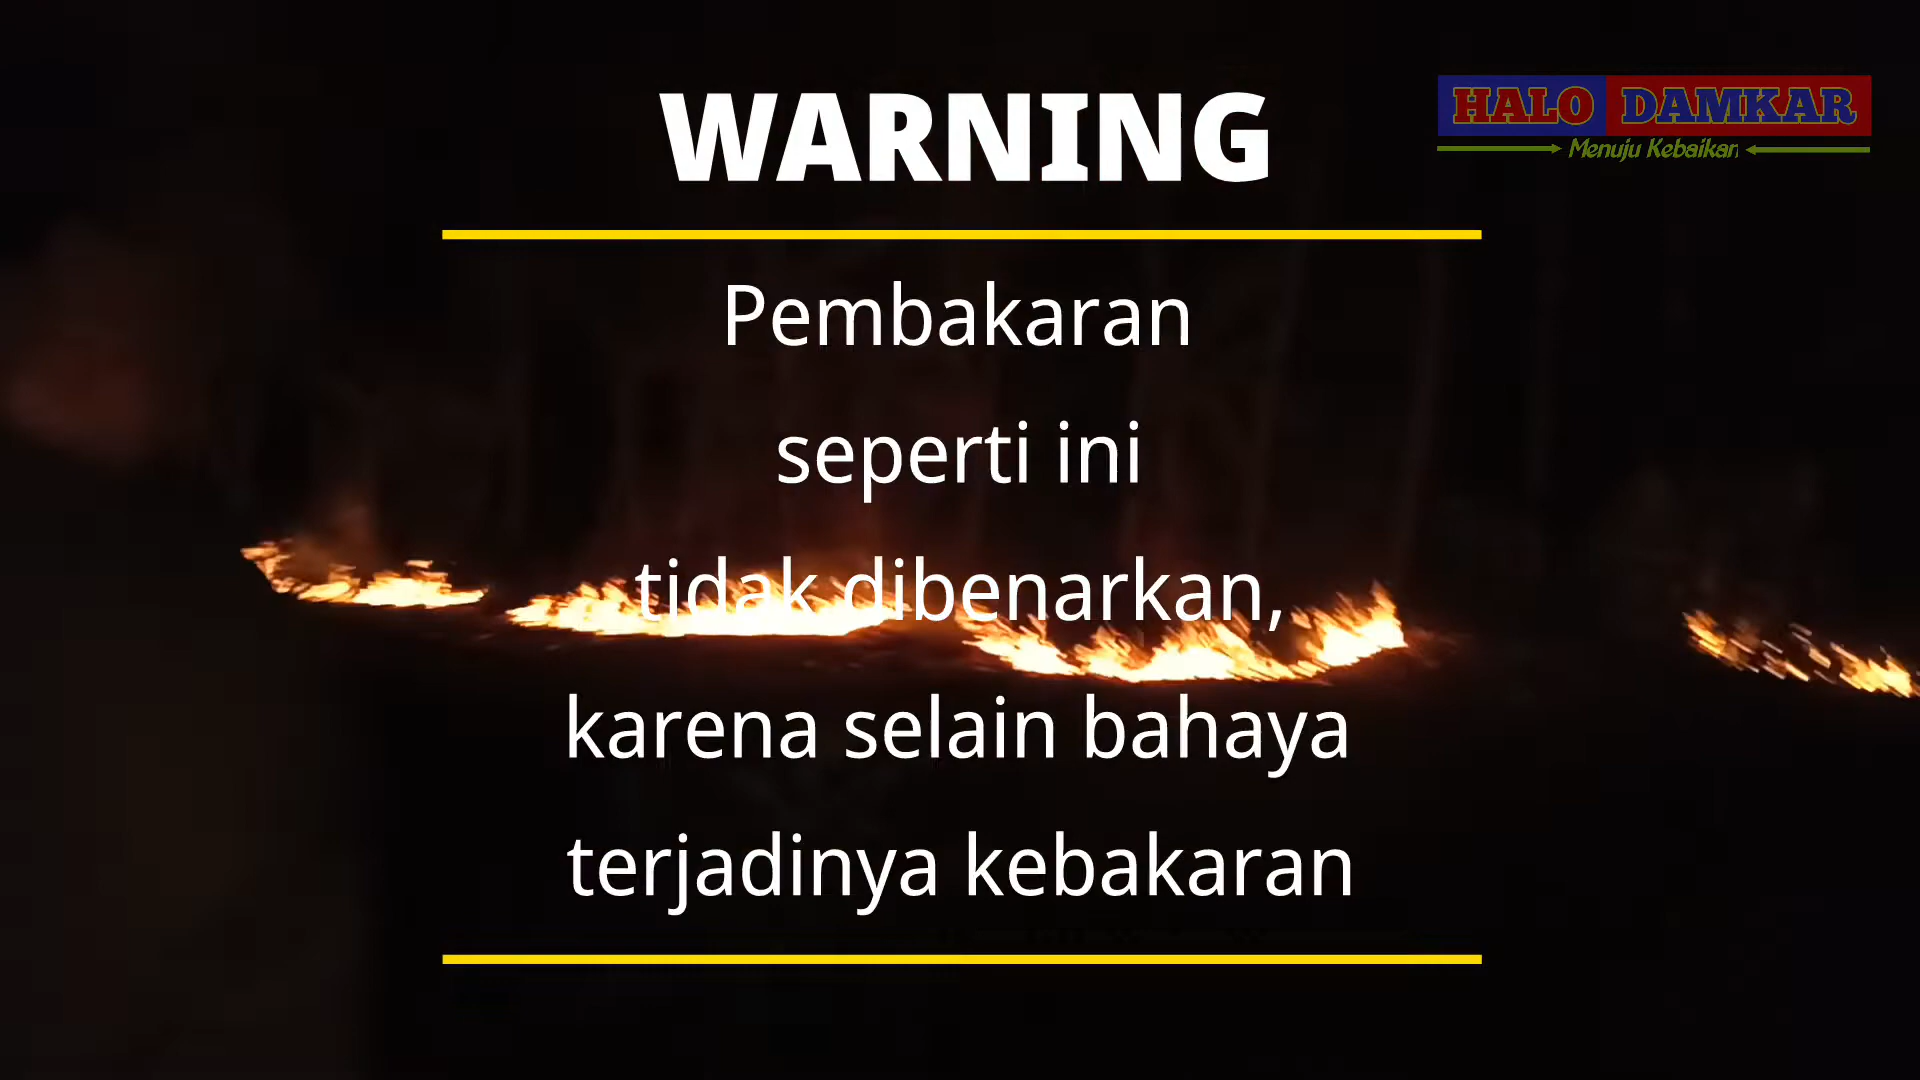 WARNING
HALO DAMKAR
Menuju Kebaikan
Pembakaran
seperti ini
tidak dibenarkan,
karena selain bahaya
terjadinya kebakaran